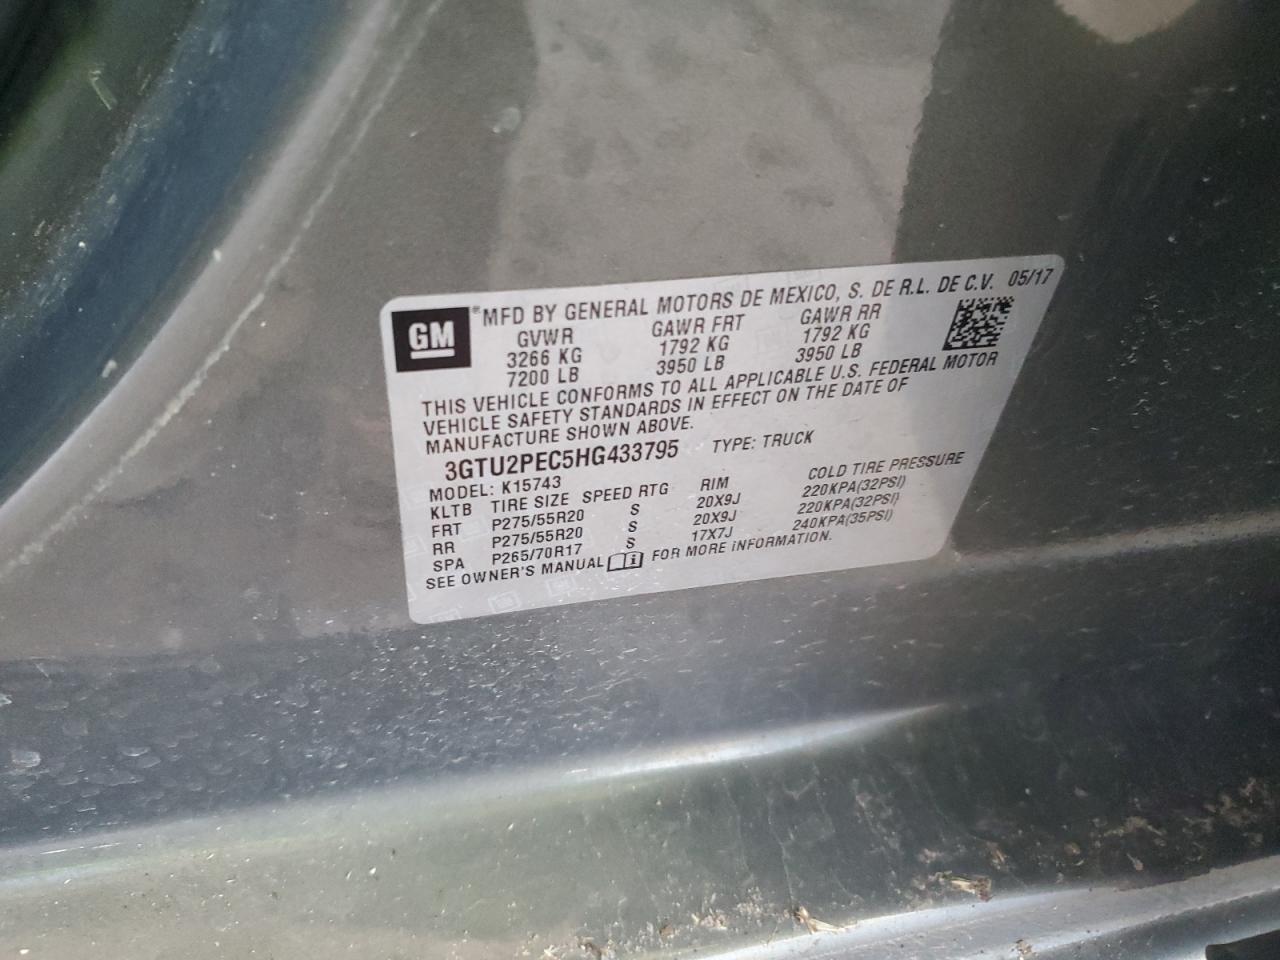 GM ® MFD BY GENERAL MOTORS DE MEXICO, S. DE R.L. DE C.V. 05/17
GVWR GAWR FRT GAWR RR
3266 KG 1792 KG 1792 KG
7200 LB 3950 LB 3950 LB
THIS VEHICLE CONFORMS TO ALL APPLICABLE U.S. FEDERAL MOTOR
VEHICLE SAFETY STANDARDS IN EFFECT ON THE DATE OF
MANUFACTURE SHOWN ABOVE.
3GTU2PEC5HG433795 TYPE: TRUCK
MODEL: K15743
KLTB TIRE SIZE SPEED RTG RIM COLD TIRE PRESSURE
FRT P275/55R20 S 20X9J 220KPA(32PSI)
RR P275/55R20 S 20X9J 220KPA(32PSI)
SPA P265/70R17 S 17X7J 240KPA(35PSI)
SEE OWNER'S MANUAL FOR MORE INFORMATION.